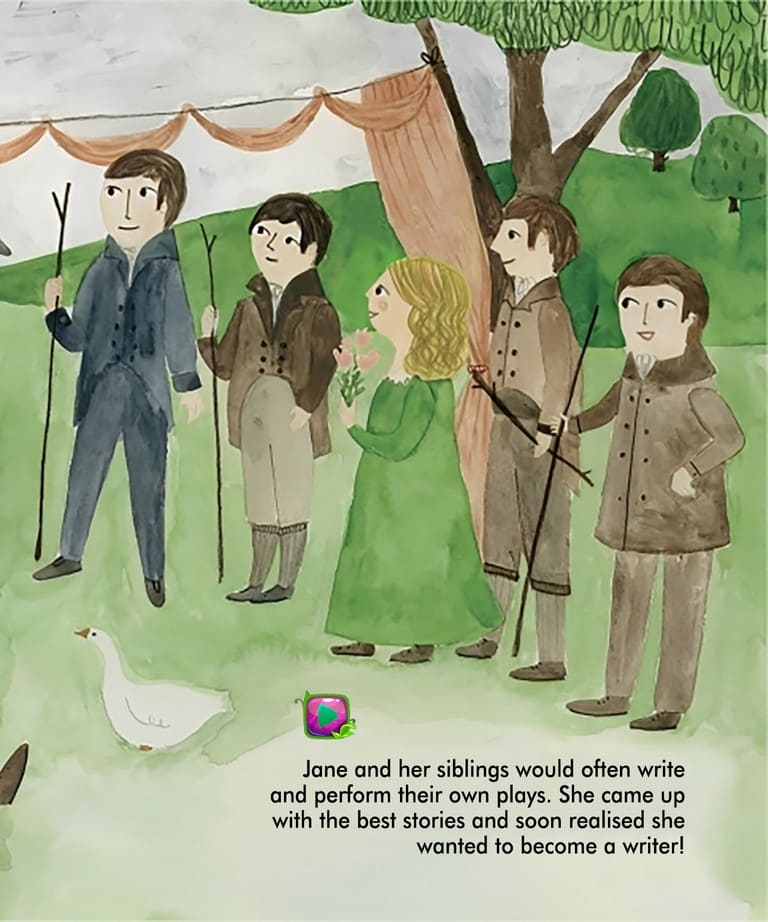 Jane and her siblings would often write
and perform their own plays. She came up
with the best stories and soon realised she
wanted to become a writer!